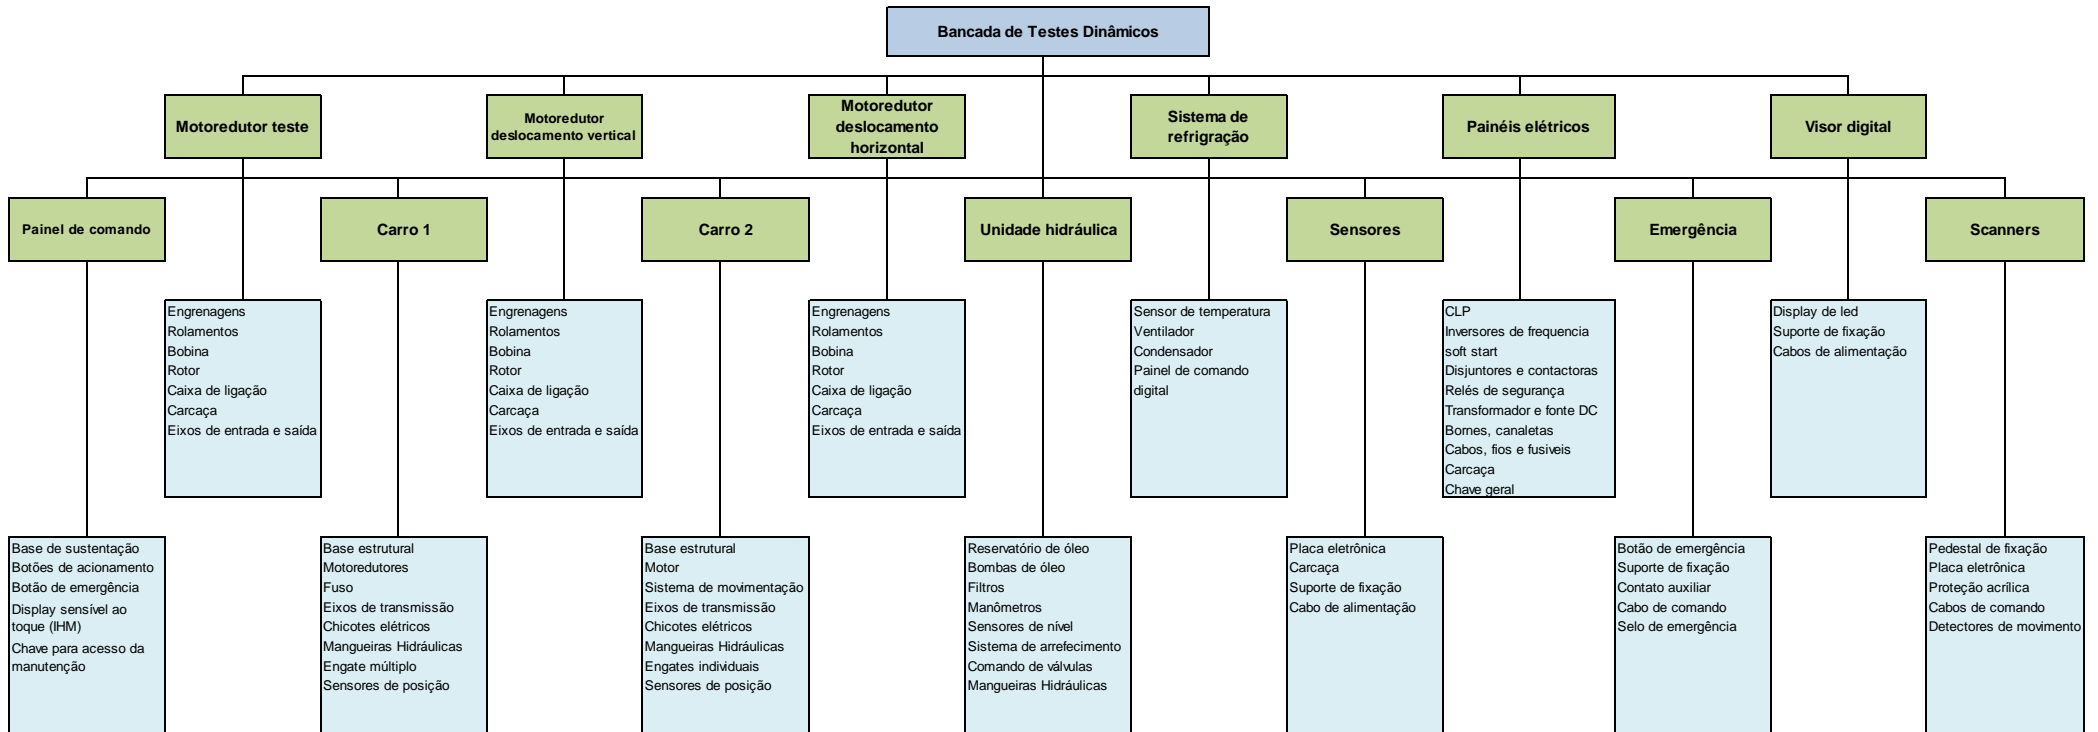 Bancada de Testes Dinâmicos
Motoredutor teste
Motoredutor
deslocamento vertical
Motoredutor
deslocamento
horizontal
Sistema de
refrigração
Painéis elétricos
Visor digital
Painel de comando
Carro 1
Carro 2
Unidade hidráulica
Sensores
Emergência
Scanners
Engrenagens
Rolamentos
Bobina
Rotor
Caixa de ligação
Carcaça
Eixos de entrada e saída
Engrenagens
Rolamentos
Bobina
Rotor
Caixa de ligação
Carcaça
Eixos de entrada e saída
Engrenagens
Rolamentos
Bobina
Rotor
Caixa de ligação
Carcaça
Eixos de entrada e saída
Sensor de temperatura
Ventilador
Condensador
Painel de comando
digital
CLP
Inversores de frequencia
soft start
Disjuntores e contactoras
Relés de segurança
Transformador e fonte DC
Bornes, canaletas
Cabos, fios e fusiveis
Carcaça
Chave geral
Display de led
Suporte de fixação
Cabos de alimentação
Base de sustentação
Botões de acionamento
Botão de emergência
Display sensível ao
toque (IHM)
Chave para acesso da
manutenção
Base estrutural
Motoredutores
Fuso
Eixos de transmissão
Chicotes elétricos
Mangueiras Hidráulicas
Engate múltiplo
Sensores de posição
Base estrutural
Motor
Sistema de movimentação
Eixos de transmissão
Chicotes elétricos
Mangueiras Hidráulicas
Engates individuais
Sensores de posição
Reservatório de óleo
Bombas de óleo
Filtros
Manômetros
Sensores de nível
Sistema de arrefecimento
Comando de válvulas
Mangueiras Hidráulicas
Placa eletrônica
Carcaça
Suporte de fixação
Cabo de alimentação
Botão de emergência
Suporte de fixação
Contato auxiliar
Cabo de comando
Selo de emergência
Pedestal de fixação
Placa eletrônica
Proteção acrílica
Cabos de comando
Detectores de movimento